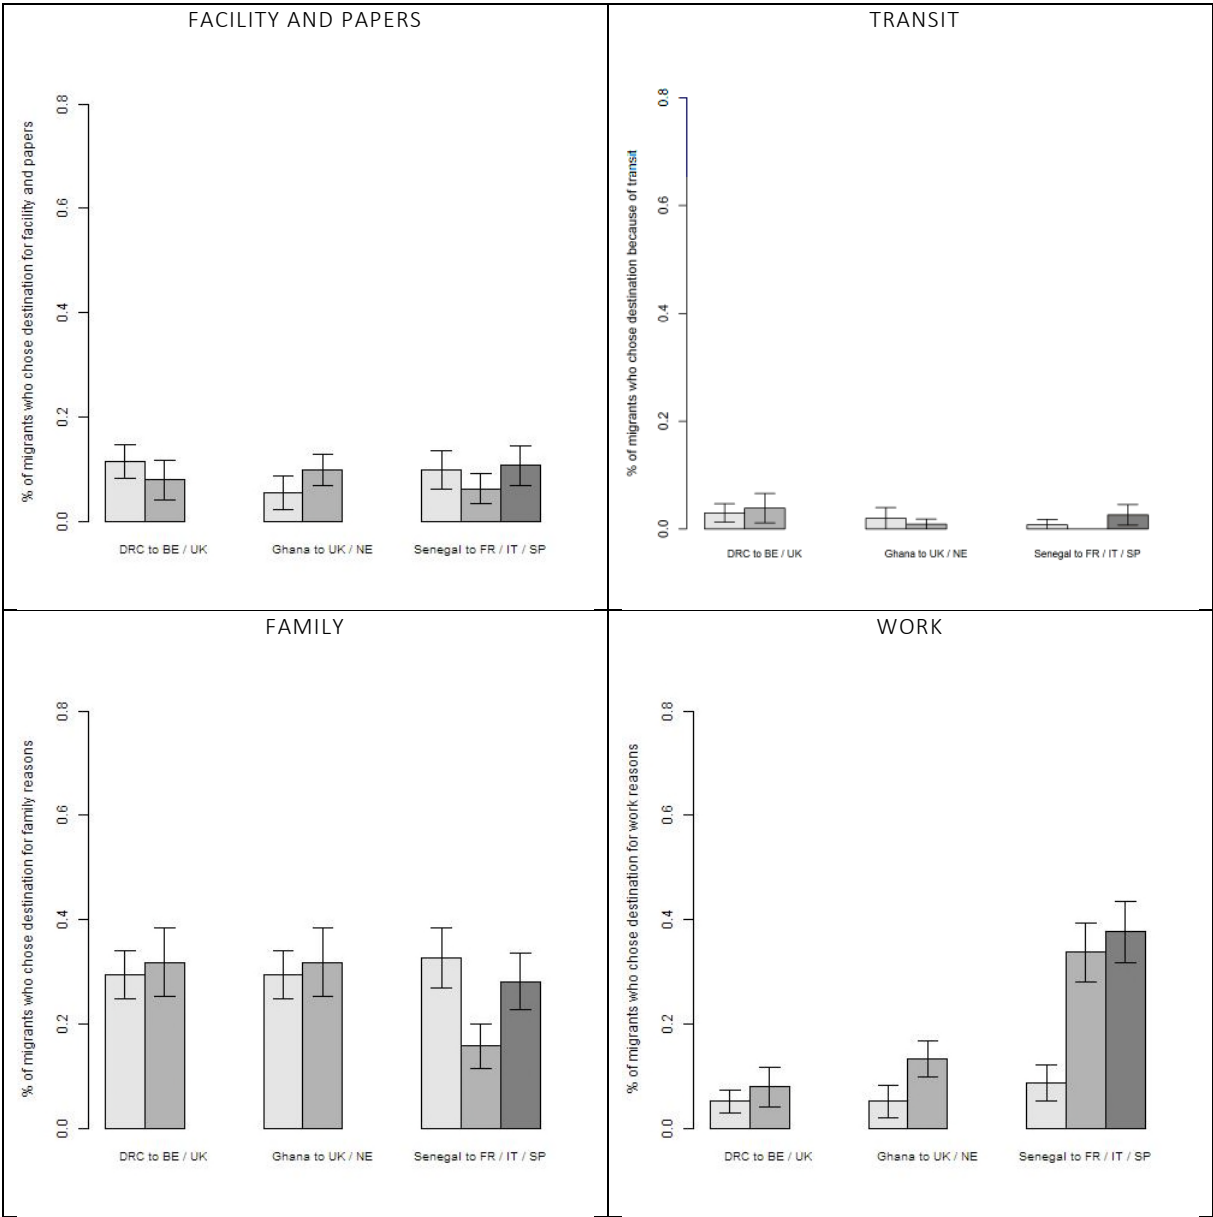 FACILITY AND PAPERS
% of migrants who chose destination for facility and papers
0.8
0.6
0.4
0.2
0.0
DRC to BE / UK
Ghana to UK / NE
Senegal to FR / IT / SP
TRANSIT
% of migrants who chose destination because of transit
0.8
0.6
0.4
0.2
0.0
DRC to BE / UK
Ghana to UK / NE
Senegal to FR / IT / SP
FAMILY
% of migrants who chose destination for family reasons
0.8
0.6
0.4
0.2
0.0
DRC to BE / UK
Ghana to UK / NE
Senegal to FR / IT / SP
WORK
% of migrants who chose destination for work reasons
0.8
0.6
0.4
0.2
0.0
DRC to BE / UK
Ghana to UK / NE
Senegal to FR / IT / SP